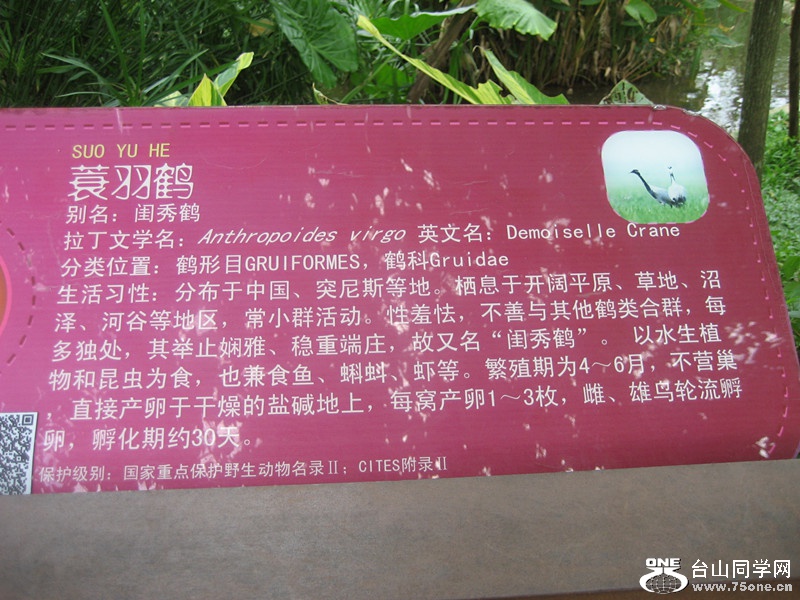 SUO YU HE
蓑羽鹤
别名：闺秀鹤
拉丁文学名：Anthropoides virgo 英文名：Demoiselle Crane
分类位置：鹤形目GRUIFORMES，鹤科Gruidae
生活习性：分布于中国、突尼斯等地。栖息于开阔平原、草地、沼
泽、河谷等地区，常小群活动。性羞怯，不善与其他鹤类合群，每
多独处，其举止娴雅、稳重端庄，故又名“闺秀鹤”。 以水生植
物和昆虫为食，也兼食鱼、蝌蚪、虾等。繁殖期为4～6月，不营巢
，直接产卵于干燥的盐碱地上，每窝产卵1～3枚，雌、雄鸟轮流孵
卵，孵化期约30天。
保护级别：国家重点保护野生动物名录Ⅱ；CITES附录Ⅱ
ONE 台山同学网
www.75one.cn